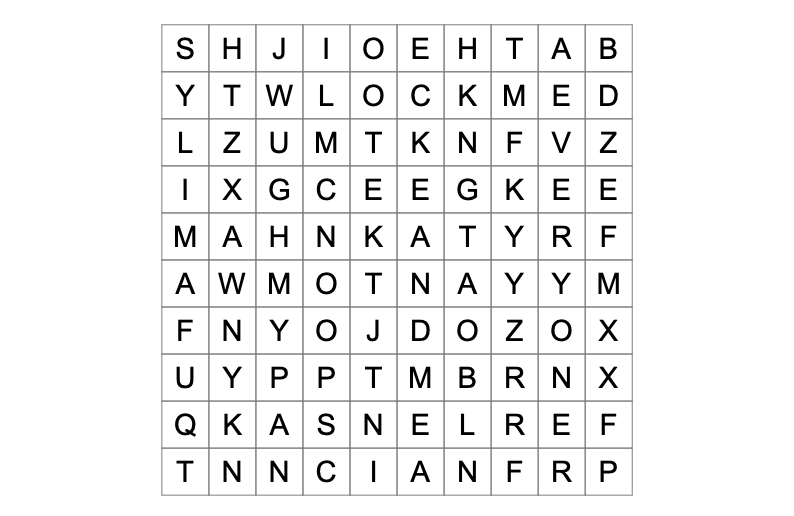 S H J I O E H T A B
Y T W L O C K M E D
L Z U M T K N F V Z
I X G C E E G K E E
M A H N K A T Y R F
A W M O T N A Y Y M
F N Y O J D O Z O X
U Y P P T M B R N X
Q K A S N E L R E F
T N N C I A N F R P